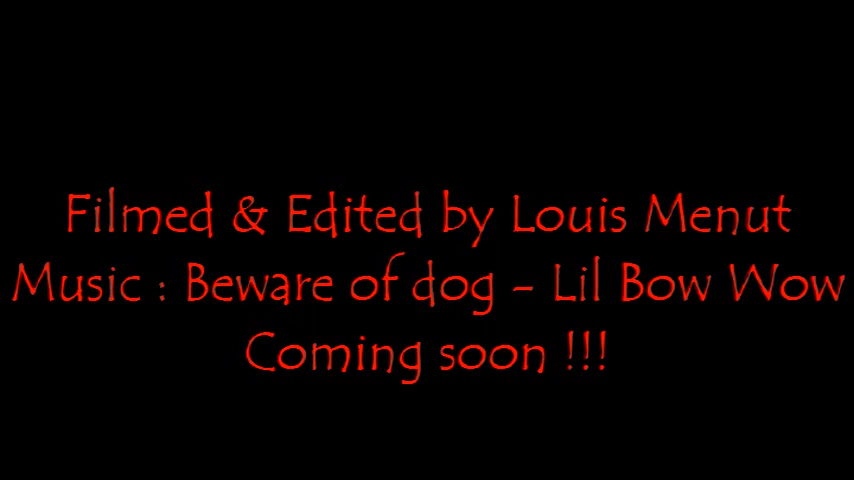 Filmed & Edited by Louis Menut
Music : Beware of dog - Lil Bow Wow
Coming soon !!!